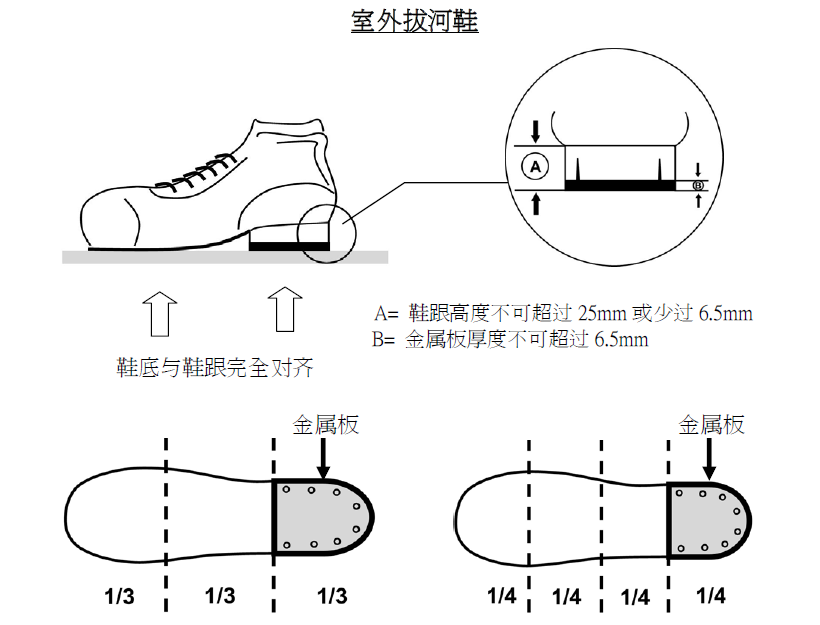 室外拔河鞋
A
B
A= 鞋跟高度不可超过 25mm 或少过 6.5mm
B= 金属板厚度不可超过 6.5mm
鞋底与鞋跟完全对齐
金属板 金属板
1/3 1/3 1/3 1/4 1/4 1/4 1/4